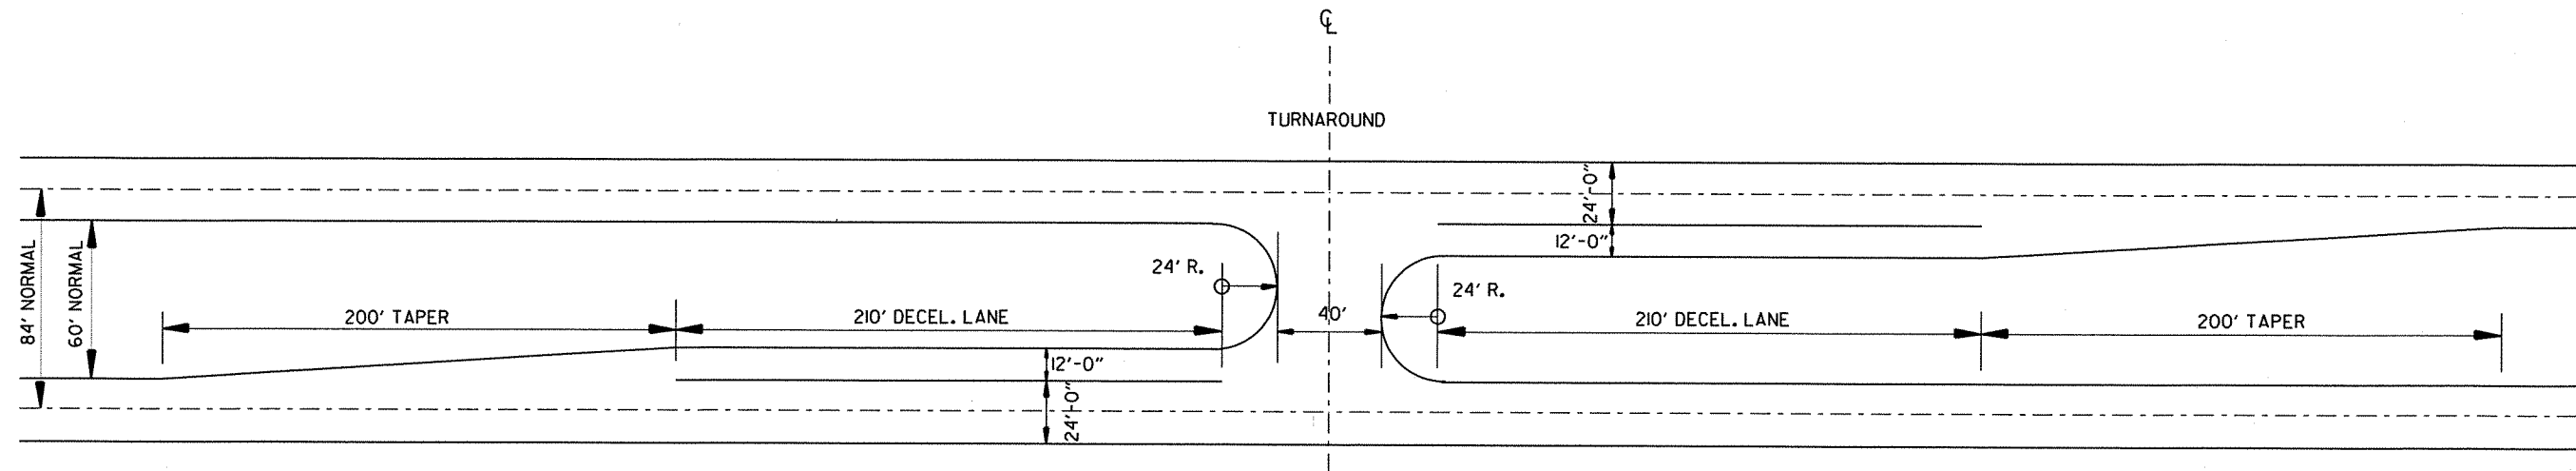 ℄
TURNAROUND
84' NORMAL
60' NORMAL
200' TAPER
210' DECEL. LANE
24' R.
12'-0"
24'-0"
40'
24'-0"
12'-0"
24' R.
210' DECEL. LANE
200' TAPER